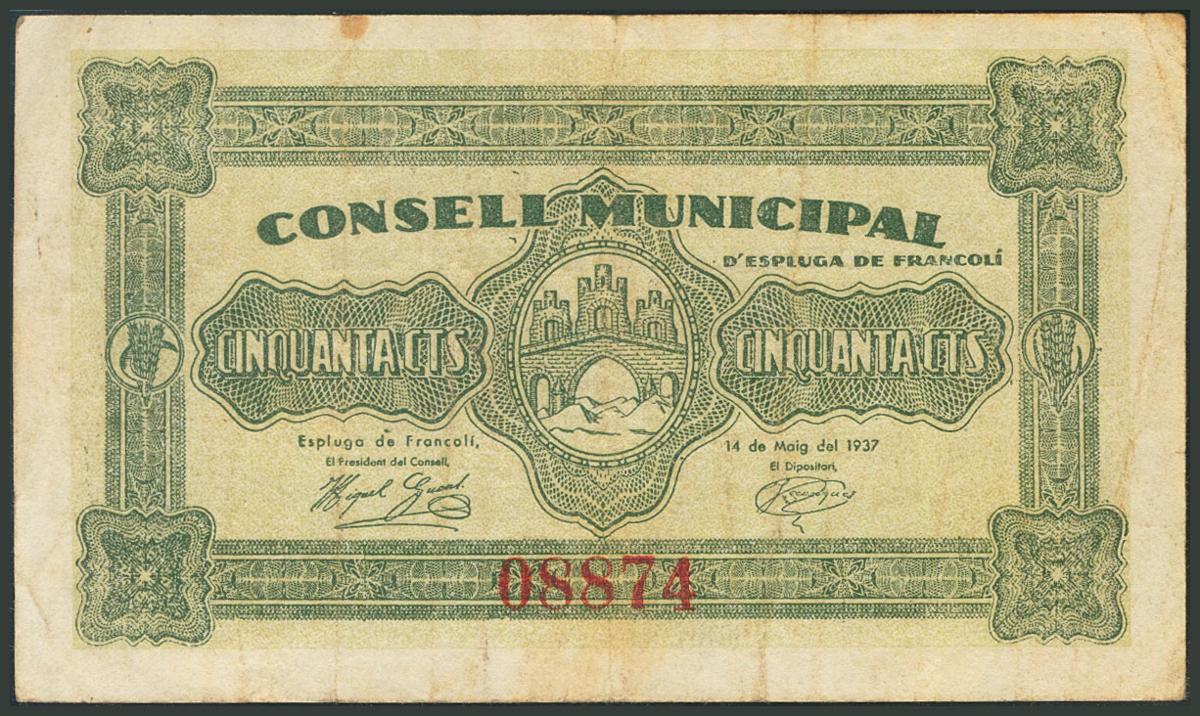 CONSELL MUNICIPAL
D'ESPLUGA DE FRANCOLÍ
CINQUANTA CTS
CINQUANTA CTS
Espluga de Francolí,
14 de Maig del 1937
El President del Consell,
El Dipositari,
Miquel
08874